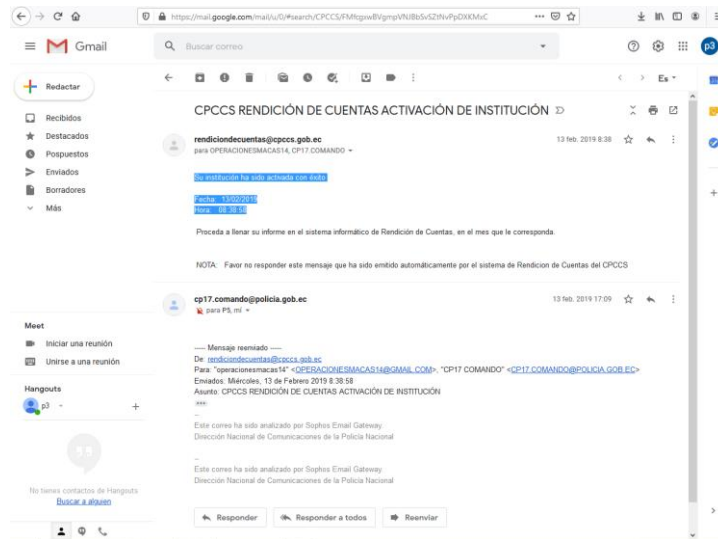 https://mail.google.com/mail/u/0/#search/CPCCS/FMfcgxwBVgmpVNJBbSvSZtNvPpDXKMxC
Gmail
Buscar correo
p3
Redactar
Es
Recibidos
Destacados
Pospuestos
Enviados
Borradores
Más
CPCCS RENDICIÓN DE CUENTAS ACTIVACIÓN DE INSTITUCIÓN
rendiciondecuentas@cpccs.gob.ec
13 feb. 2019 8:38
para OPERACIONESMACAS14, CP17.COMANDO
Su institución ha sido activada con éxito.
Fecha: 13/02/2019
Hora: 08:38:58
Proceda a llenar su informe en el sistema informático de Rendición de Cuentas, en el mes que le corresponda.
NOTA: Favor no responder este mensaje que ha sido emitido automáticamente por el sistema de Rendicion de Cuentas del CPCCS
cp17.comando@policia.gob.ec
13 feb. 2019 17:09
para P5, mí
----- Mensaje reenviado -----
De: rendiciondecuentas@cpccs.gob.ec
Para: "operacionesmacas14" <OPERACIONESMACAS14@GMAIL.COM>, "CP17 COMANDO" <CP17.COMANDO@POLICIA.GOB.EC>
Enviados: Miércoles, 13 de Febrero 2019 8:38:58
Asunto: CPCCS RENDICIÓN DE CUENTAS ACTIVACIÓN DE INSTITUCIÓN
--
Este correo ha sido analizado por Sophos Email Gateway.
Dirección Nacional de Comunicaciones de la Policía Nacional
--
Este correo ha sido analizado por Sophos Email Gateway.
Dirección Nacional de Comunicaciones de la Policía Nacional
Responder
Responder a todos
Reenviar
Meet
Iniciar una reunión
Unirse a una reunión
Hangouts
p3
No tienes contactos de Hangouts
Buscar a alguien